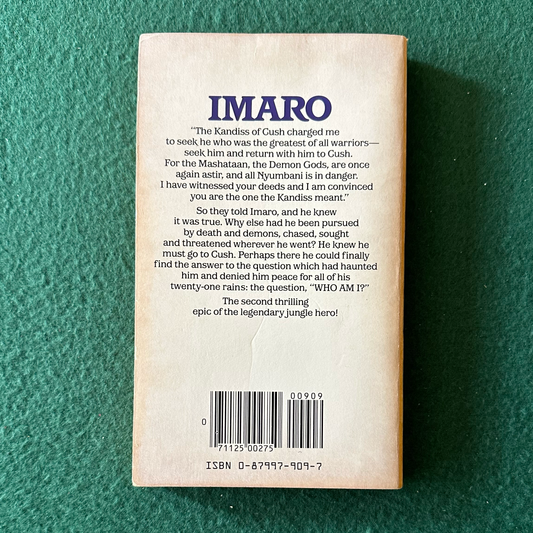 IMARO
“The Kandiss of Cush charged me
to seek he who was the greatest of all warriors—
seek him and return with him to Cush.
For the Mashataan, the Demon Gods, are once
again astir, and all Nyumbani is in danger.
I have witnessed your deeds and I am convinced
you are the one the Kandiss meant.”
So they told Imaro, and he knew
it was true. Why else had he been pursued
by death and demons, chased, sought
and threatened wherever he went? He knew he
must go to Cush. Perhaps there he could finally
find the answer to the question which had haunted
him and denied him peace for all of his
twenty-one rains: the question, “WHO AM I?”
The second thrilling
epic of the legendary jungle hero!
00909
0
71125 00275
ISBN 0-87997-909-7